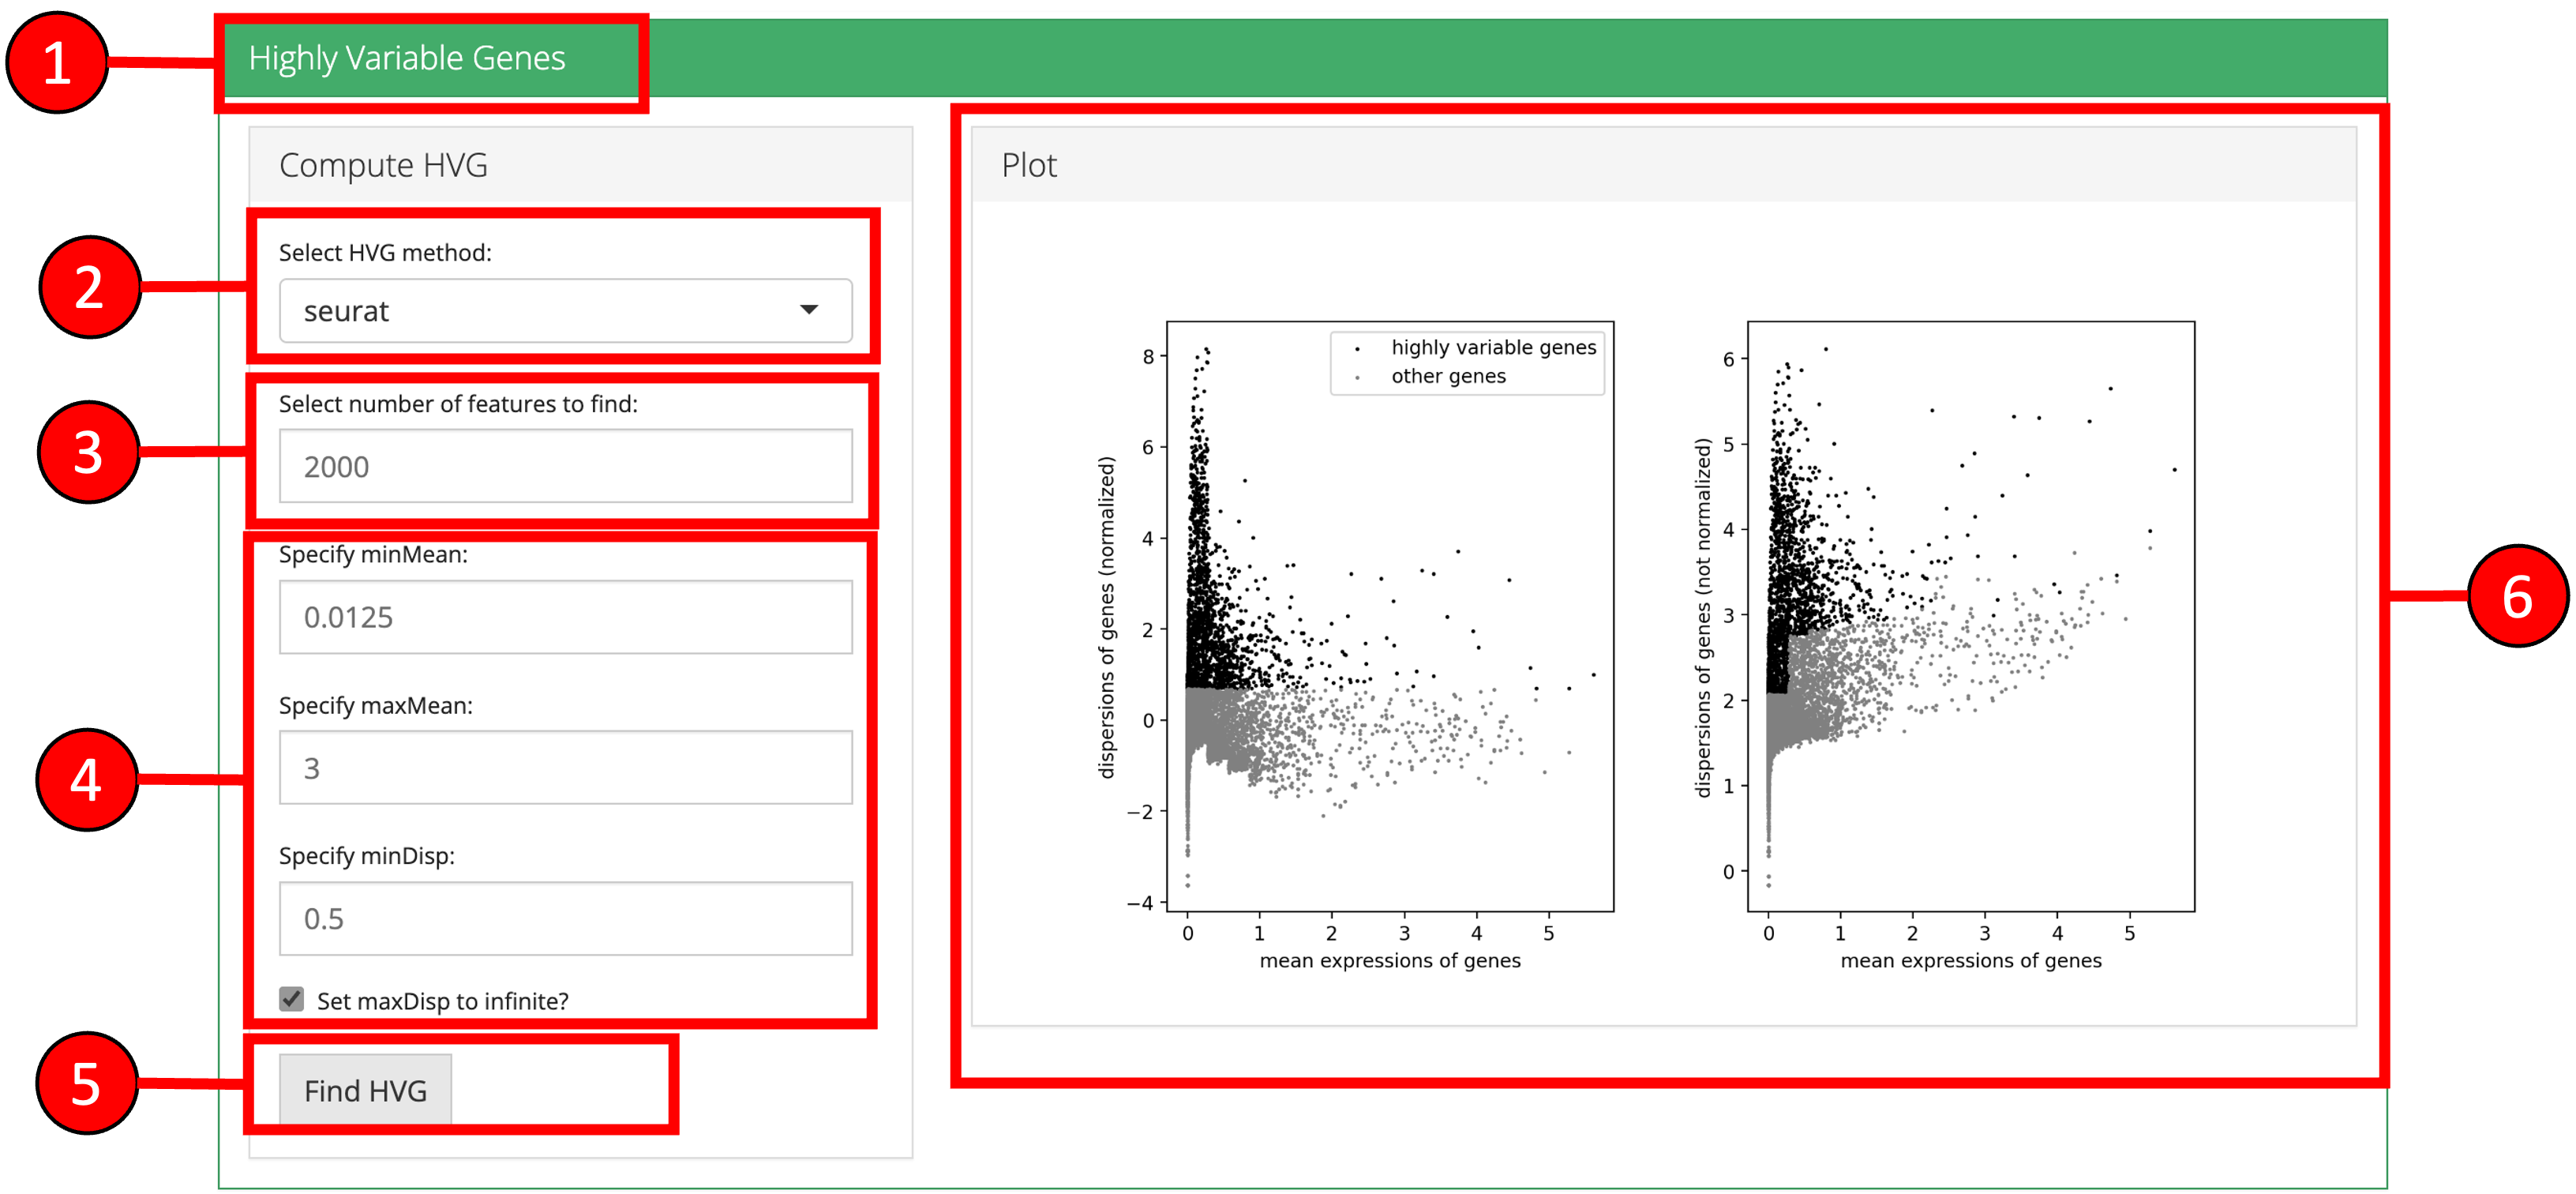 1
Highly Variable Genes
Compute HVG
Plot
2
Select HVG method:
seurat
3
Select number of features to find:
2000
4
Specify minMean:
0.0125
Specify maxMean:
3
Specify minDisp:
0.5
Set maxDisp to infinite?
5
Find HVG
6
highly variable genes
other genes
dispersions of genes (normalized)
8
6
4
2
0
−2
−4
0 1 2 3 4 5
mean expressions of genes
dispersions of genes (not normalized)
6
5
4
3
2
1
0
0 1 2 3 4 5
mean expressions of genes